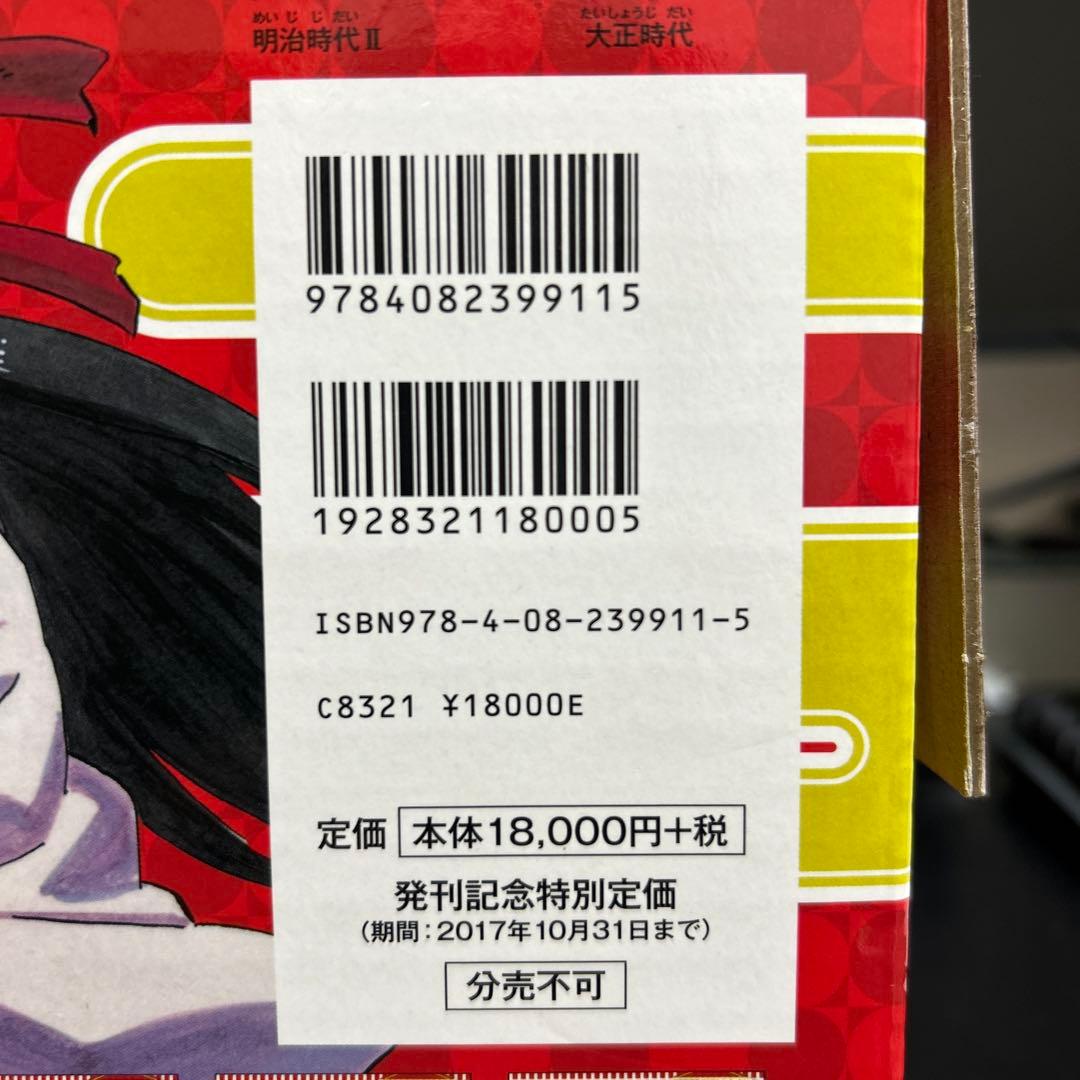 めいじじだい
明治時代Ⅱ
たいしょうじだい
大正時代
9784082399115
1928321180005
ISBN978-4-08-239911-5
C8321 ¥18000E
定価 本体18,000円+税
発刊記念特別定価
(期間:2017年10月31日まで)
分売不可